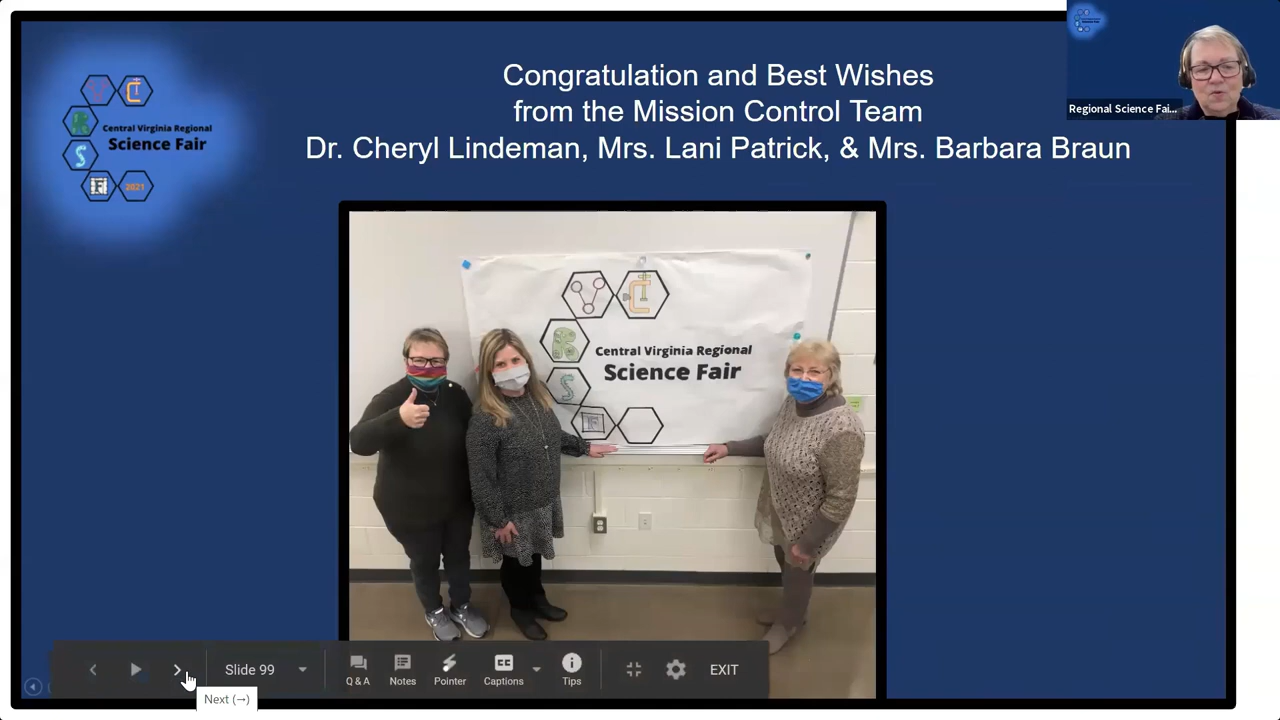 Congratulation and Best Wishes
from the Mission Control Team
Dr. Cheryl Lindeman, Mrs. Lani Patrick, & Mrs. Barbara Braun
C
R
Central Virginia Regional
Science Fair
S
F
2021
Regional Science Fai...
C
R
Central Virginia Regional
Science Fair
S
F
Slide 99
Q & A
Notes
Pointer
CC
Captions
Tips
EXIT
Next (→)